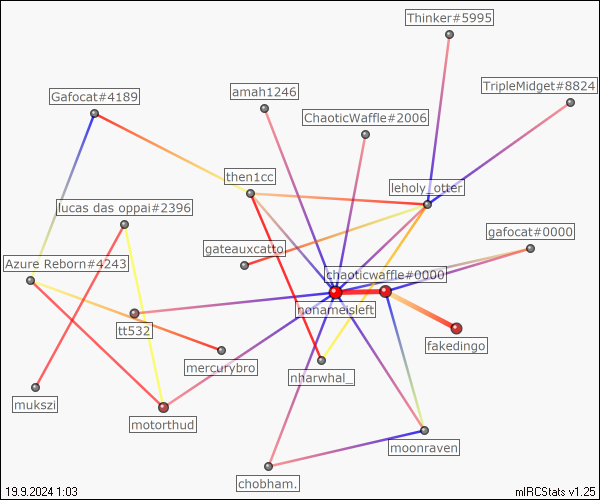 Thinker#5995
TripleMidget#8824
Gafocat#4189
amah1246
ChaoticWaffle#2006
then1cc
leholy_otter
lucas das oppai#2396
gafocat#0000
gateauxcatto
Azure Reborn#4243
chaoticwaffle#0000
nonameisleft
tt532
fakedingo
mercurybro
nharwhal_
mukszi
motorthud
moonraven
chobham.
19.9.2024 1:03
mIRCStats v1.25